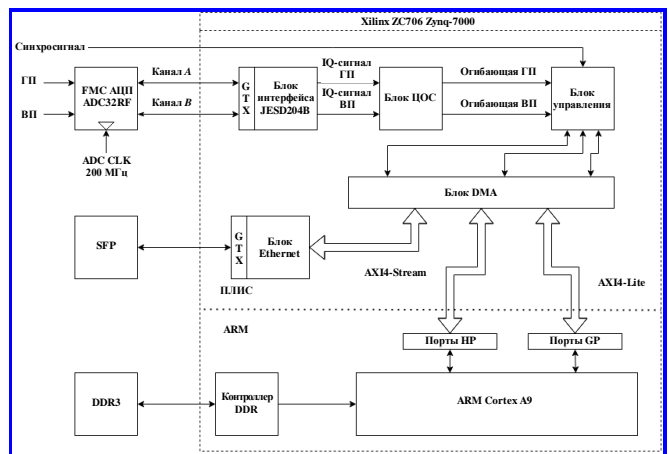 Xilinx ZC706 Zynq-7000
Синхросигнал
ГП
ВП
FMC АЦП
ADC32RF
ADC CLK
200 МГц
Канал A
Канал B
G
T
X
Блок
интерфейса
JESD204B
IQ-сигнал
ГП
IQ-сигнал
ВП
Блок ЦОС
Огибающая ГП
Огибающая ВП
Блок
управления
Блок DMA
SFP
G
T
X
Блок
Ethernet
ПЛИС
AXI4-Stream
AXI4-Lite
ARM
Порты HP
Порты GP
DDR3
Контроллер
DDR
ARM Cortex A9